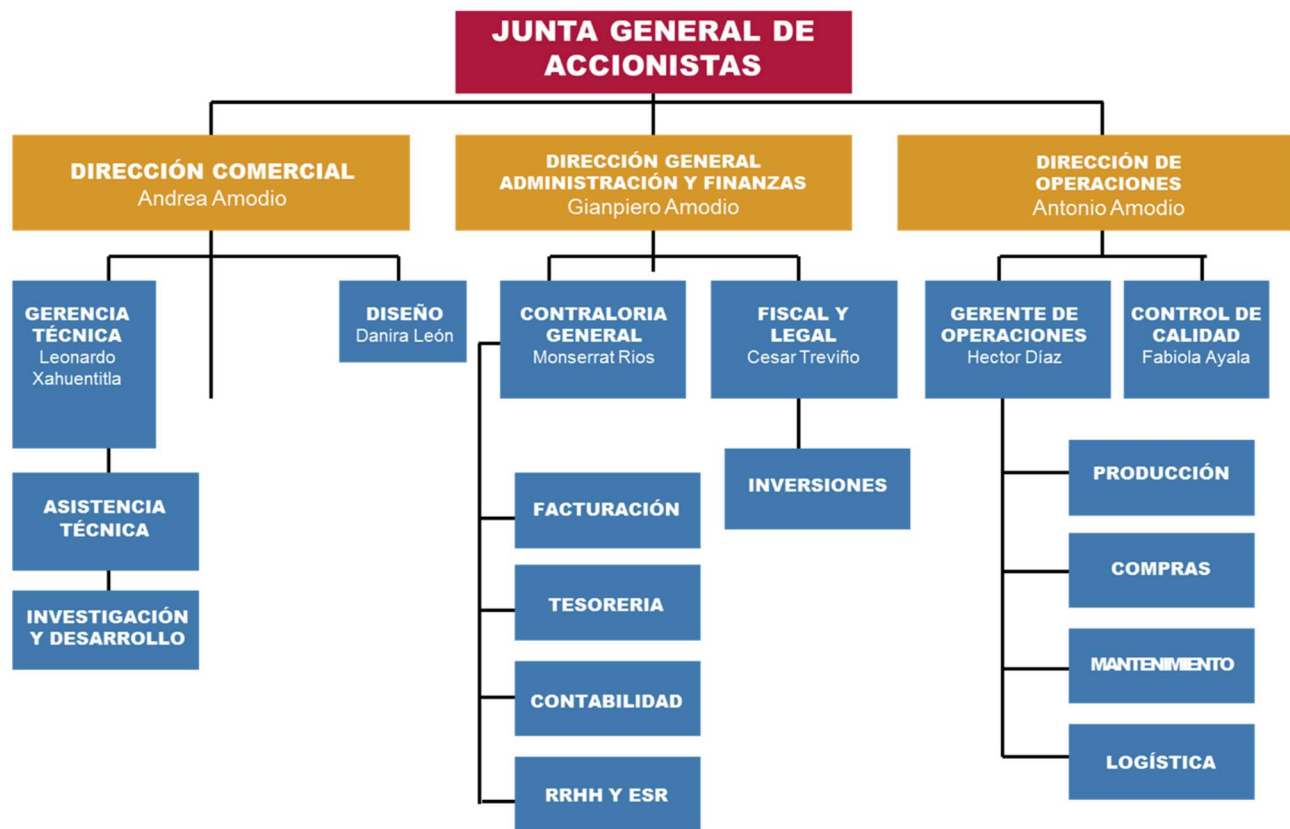 JUNTA GENERAL DE
ACCIONISTAS
DIRECCIÓN COMERCIAL
Andrea Amodio
DIRECCIÓN GENERAL
ADMINISTRACIÓN Y FINANZAS
Gianpiero Amodio
DIRECCIÓN DE
OPERACIONES
Antonio Amodio
GERENCIA
TÉCNICA
Leonardo
Xahuentitla
DISEÑO
Danira León
CONTRALORIA
GENERAL
Monserrat Rios
FISCAL Y
LEGAL
Cesar Treviño
GERENTE DE
OPERACIONES
Hector Díaz
CONTROL DE
CALIDAD
Fabiola Ayala
ASISTENCIA
TÉCNICA
INVESTIGACIÓN
Y DESARROLLO
FACTURACIÓN
TESORERIA
CONTABILIDAD
RRHH Y ESR
INVERSIONES
PRODUCCIÓN
COMPRAS
MANTENIMIENTO
LOGÍSTICA